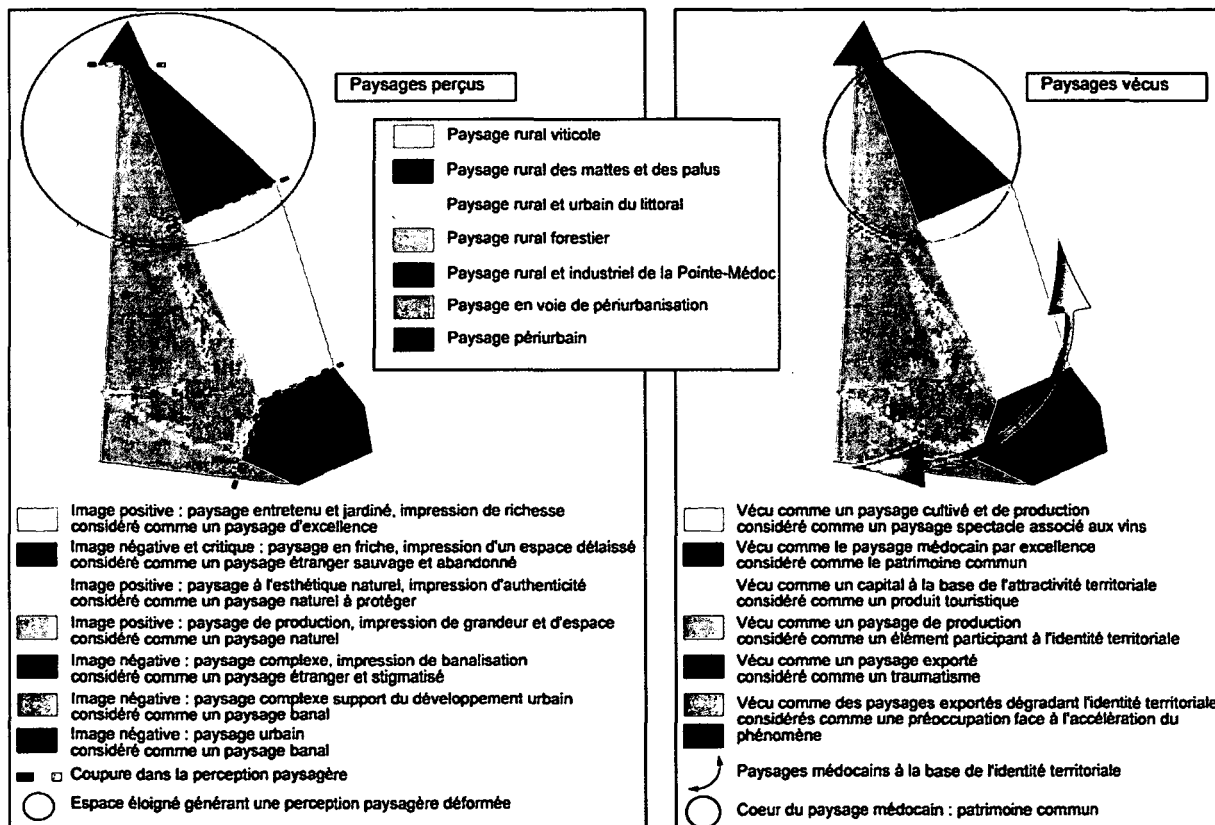 Paysages perçus
Paysages vécus
Paysage rural viticole
Paysage rural des mattes et des palus
Paysage rural et urbain du littoral
Paysage rural forestier
Paysage rural et industriel de la Pointe-Médoc
Paysage en voie de périurbanisation
Paysage périurbain
Image positive : paysage entretenu et jardiné, impression de richesse
considéré comme un paysage d'excellence
Image négative et critique : paysage en friche, impression d'un espace délaissé
considéré comme un paysage étranger sauvage et abandonné
Image positive : paysage à l'esthétique naturel, impression d'authenticité
considéré comme un paysage naturel à protéger
Image positive : paysage de production, impression de grandeur et d'espace
considéré comme un paysage naturel
Image négative : paysage complexe, impression de banalisation
considéré comme un paysage étranger et stigmatisé
Image négative : paysage complexe support du développement urbain
considéré comme un paysage banal
Image négative : paysage urbain
considéré comme un paysage banal
Coupure dans la perception paysagère
Espace éloigné générant une perception paysagère déformée
Vécu comme un paysage cultivé et de production
considéré comme un paysage spectacle associé aux vins
Vécu comme le paysage médocain par excellence
considéré comme le patrimoine commun
Vécu comme un capital à la base de l'attractivité territoriale
considéré comme un produit touristique
Vécu comme un paysage de production
considéré comme un élément participant à l'identité territoriale
Vécu comme un paysage exporté
considéré comme un traumatisme
Vécu comme des paysages exportés dégradant l'identité territoriale
considérés comme une préoccupation face à l'accélération du
phénomène
Paysages médocains à la base de l'identité territoriale
Coeur du paysage médocain : patrimoine commun